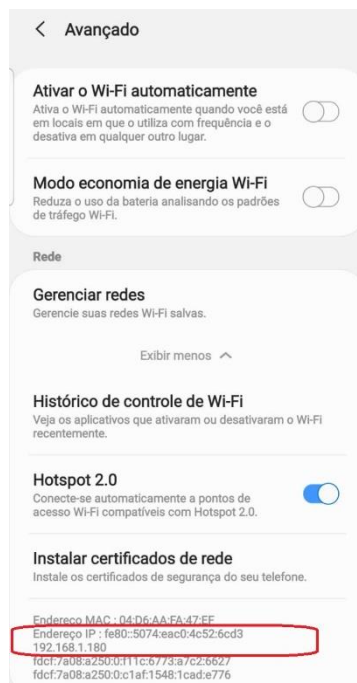 Avançado
Ativar o Wi-Fi automaticamente
Ativa o Wi-Fi automaticamente quando você está
em locais em que o utiliza com frequência e o
desativa em qualquer outro lugar.
Modo economia de energia Wi-Fi
Reduza o uso da bateria analisando os padrões
de tráfego Wi-Fi.
Rede
Gerenciar redes
Gerencie suas redes Wi-Fi salvas.
Exibir menos
Histórico de controle de Wi-Fi
Veja os aplicativos que ativaram ou desativaram o Wi-Fi
recentemente.
Hotspot 2.0
Conecte-se automaticamente a pontos de
acesso Wi-Fi compatíveis com Hotspot 2.0.
Instalar certificados de rede
Instale os certificados de segurança do seu telefone.
Endereço MAC : 04:D6:AA:FA:47:EF
Endereço IP : fe80::5074:eac0:4c52:6cd3
192.168.1.180
fdcf:7a08:a250:0:f11c:6773:a7c2:6627
fdcf:7a08:a250:0:c1af:1548:1cad:e776